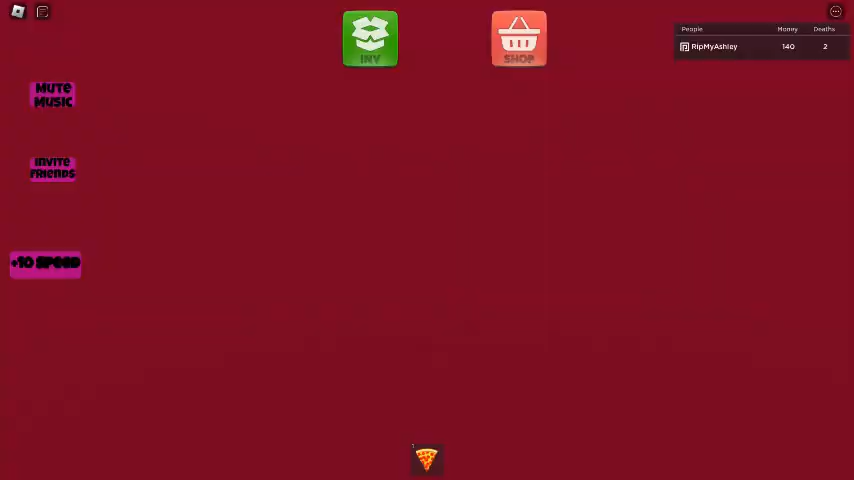 INV
SHOP
People Money Deaths
RipMyAshley 140 2
MUTE
MUSIC
INVITE
FRIENDS
+10 SPEED